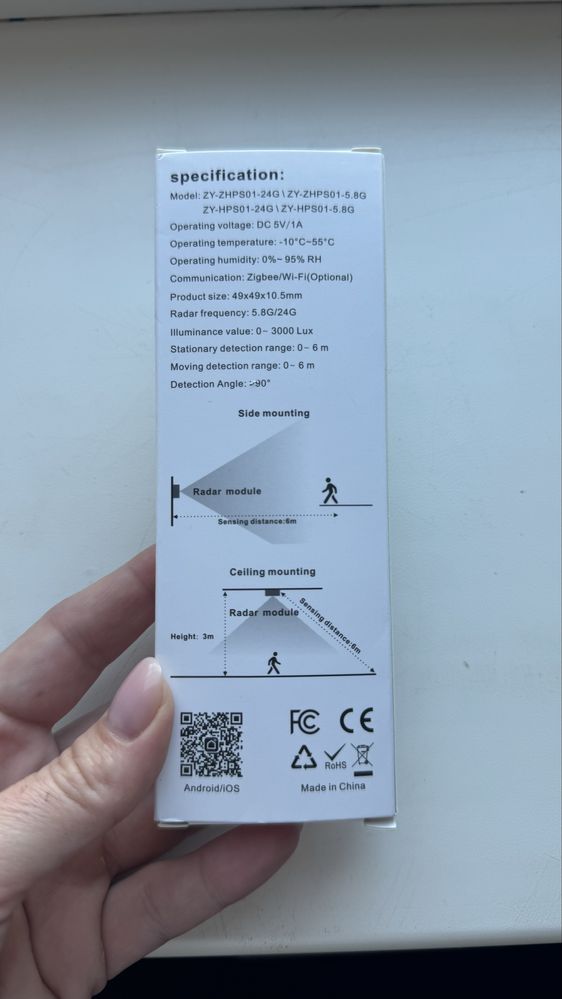 specification:
Model: ZY-ZHPS01-24G \ ZY-ZHPS01-5.8G
ZY-HPS01-24G \ ZY-HPS01-5.8G
Operating voltage: DC 5V/1A
Operating temperature: -10°C~55°C
Operating humidity: 0%~ 95% RH
Communication: Zigbee/Wi-Fi(Optional)
Product size: 49x49x10.5mm
Radar frequency: 5.8G/24G
Illuminance value: 0~ 3000 Lux
Stationary detection range: 0~ 6 m
Moving detection range: 0~ 6 m
Detection Angle: >90°
Side mounting
Radar module
Sensing distance:6m
Ceiling mounting
Radar module
Sensing distance:6m
Height: 3m
FC CE
RoHS
Android/iOS
Made in China